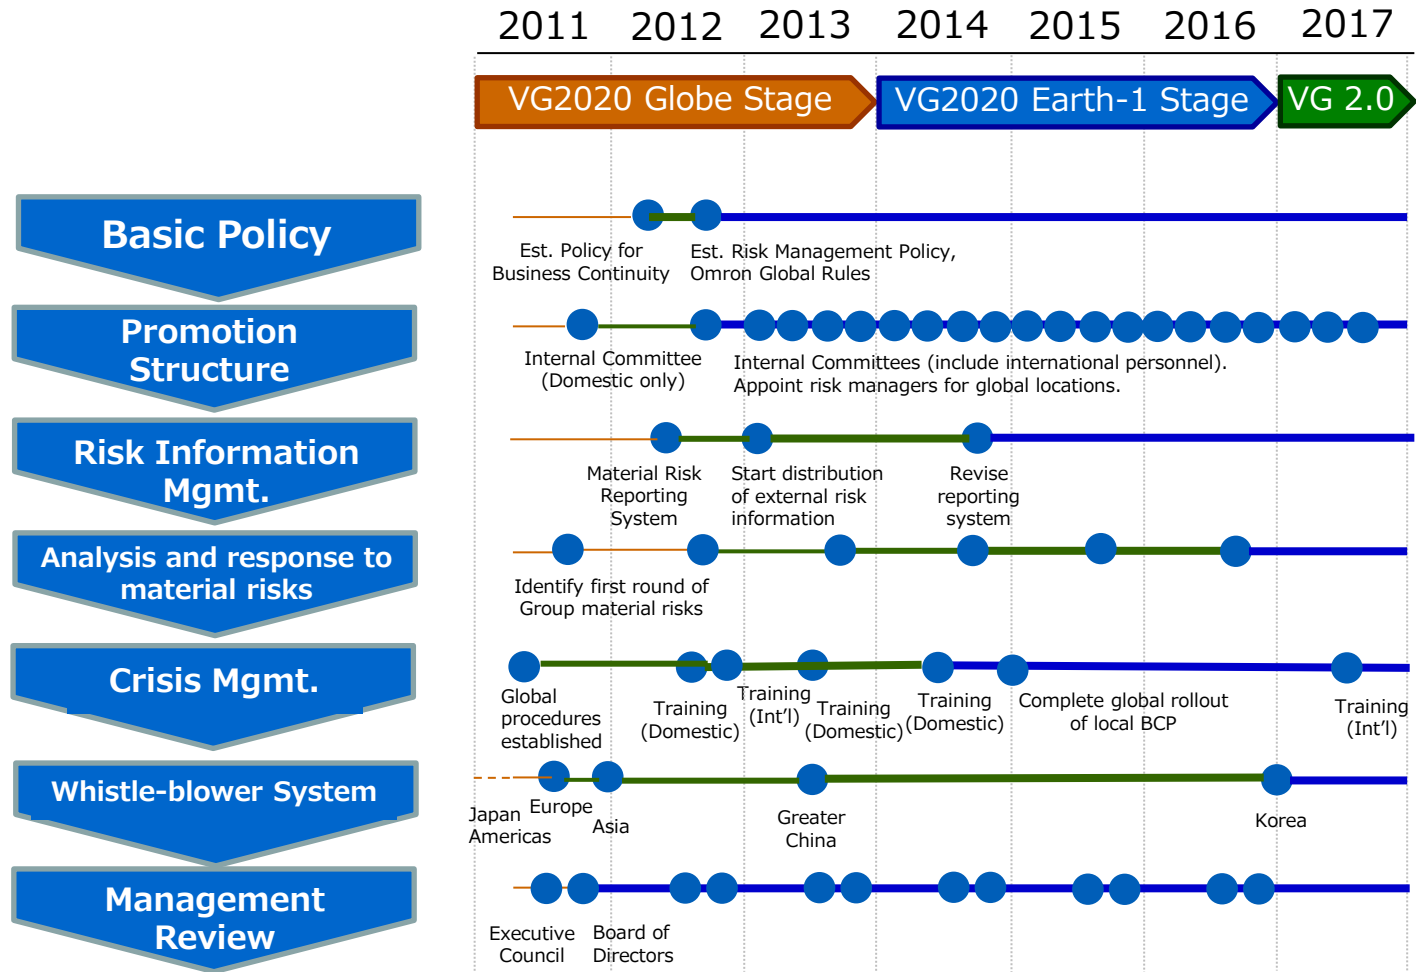 2011 2012 2013 2014 2015 2016 2017
VG2020 Globe Stage VG2020 Earth-1 Stage VG 2.0
Basic Policy
Est. Policy for
Business Continuity
Est. Risk Management Policy,
Omron Global Rules
Promotion
Structure
Internal Committee
(Domestic only)
Internal Committees (include international personnel).
Appoint risk managers for global locations.
Risk Information
Mgmt.
Material Risk
Reporting
System
Start distribution
of external risk
information
Revise
reporting
system
Analysis and response to
material risks
Identify first round of
Group material risks
Crisis Mgmt.
Global
procedures
established
Training
(Domestic)
Training
(Int'l)
Training
(Domestic)
Training
(Domestic)
Complete global rollout
of local BCP
Training
(Int'l)
Whistle-blower System
Japan
Americas
Europe
Asia
Greater
China
Korea
Management
Review
Executive
Council
Board of
Directors